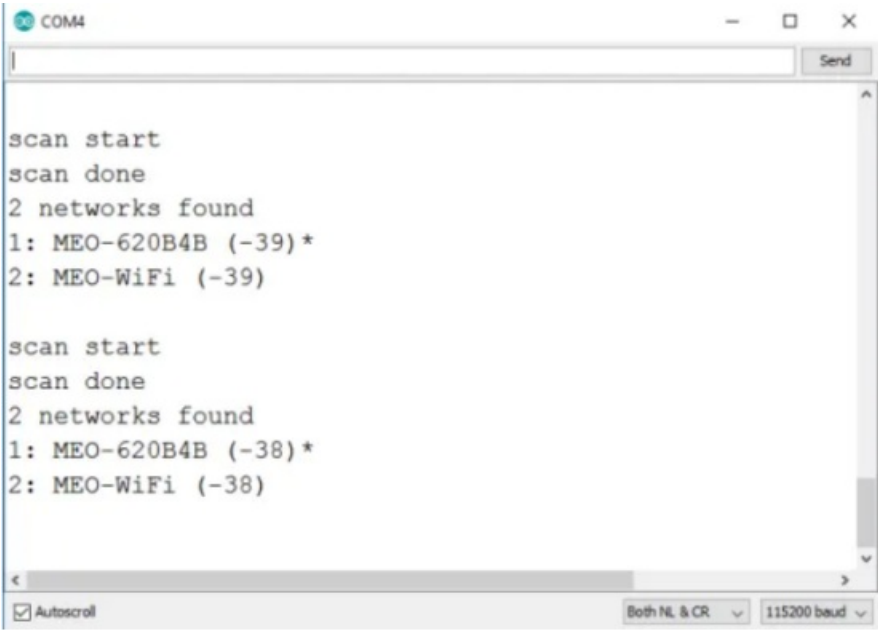 COM4
Send
scan start
scan done
2 networks found
1: MEO-620B4B (-39)*
2: MEO-WiFi (-39)
scan start
scan done
2 networks found
1: MEO-620B4B (-38)*
2: MEO-WiFi (-38)
Autoscroll
Both NL & CR
115200 baud